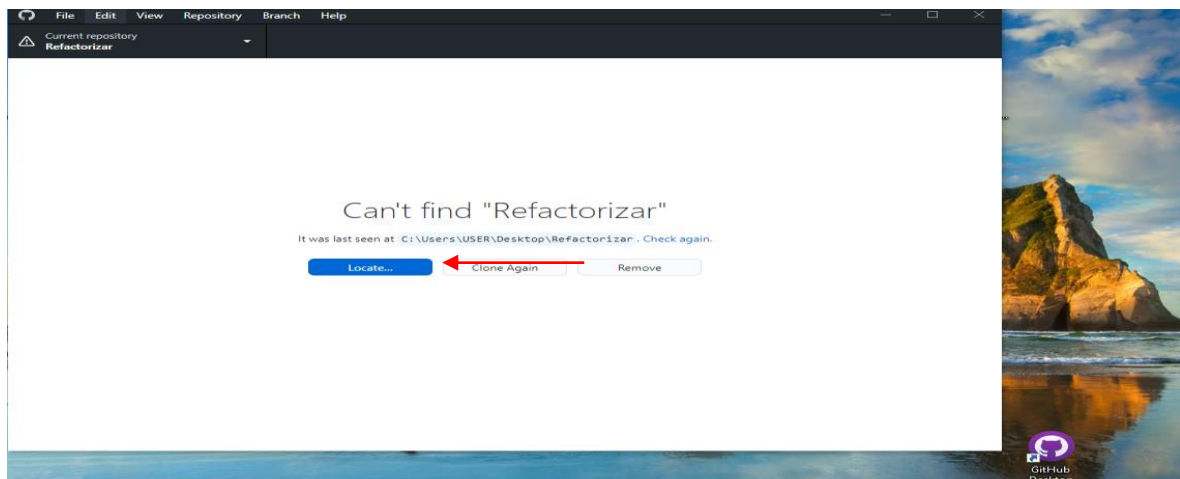 File Edit View Repository Branch Help
Current repository
Refactorizar
Can't find "Refactorizar"
It was last seen at C:\Users\USER\Desktop\Refactorizar . Check again.
Locate... Clone Again Remove
GitHub
Desktop